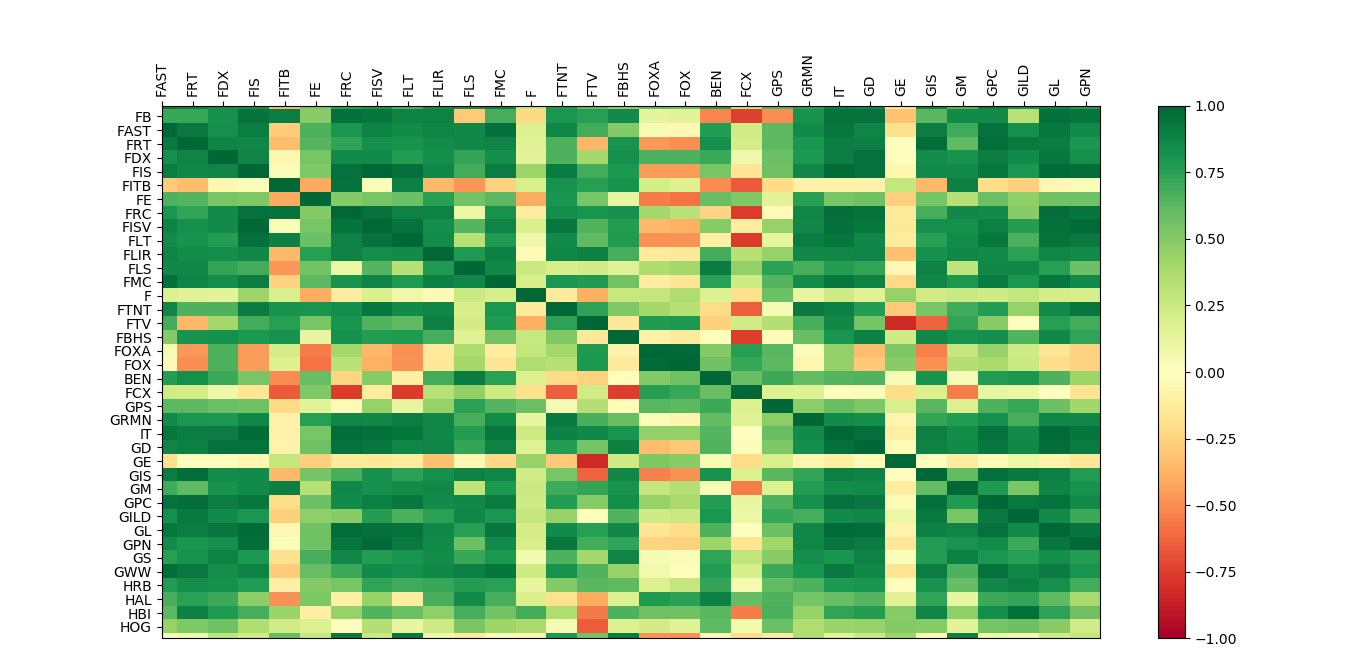 FAST FRT FDX FIS FITB FE FRC FISV FLT FLIR FLS FMC F FTNT FTV FBHS FOXA FOX BEN FCX GPS GRMN IT GD GE GIS GM GPC GILD GL GPN
FB
FAST
FRT
FDX
FIS
FITB
FE
FRC
FISV
FLT
FLIR
FLS
FMC
F
FTNT
FTV
FBHS
FOXA
FOX
BEN
FCX
GPS
GRMN
IT
GD
GE
GIS
GM
GPC
GILD
GL
GPN
GS
GWW
HRB
HAL
HBI
HOG
1.00
0.75
0.50
0.25
0.00
−0.25
−0.50
−0.75
−1.00